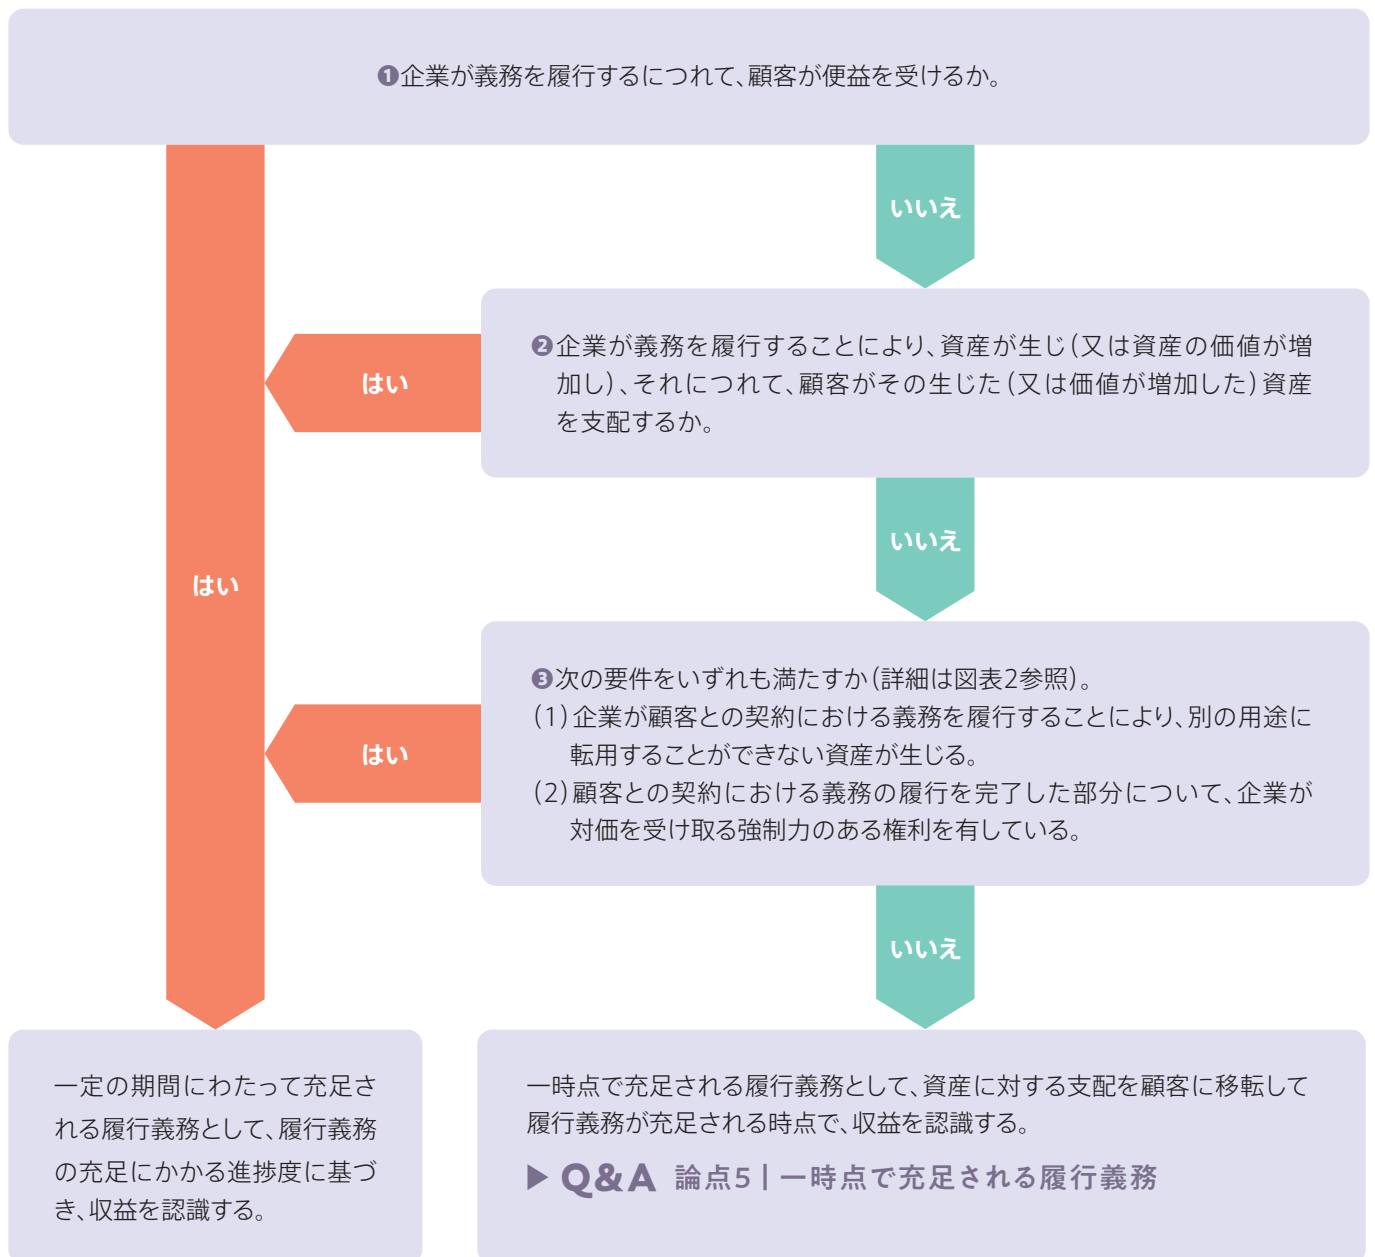 ❶企業が義務を履行するにつれて、顧客が便益を受けるか。
いいえ
❷企業が義務を履行することにより、資産が生じ(又は資産の価値が増
加し)、それにつれて、顧客がその生じた(又は価値が増加した)資産
を支配するか。
はい
いいえ
はい
❸次の要件をいずれも満たすか(詳細は図表2参照)。
(1)企業が顧客との契約における義務を履行することにより、別の用途に
転用することができない資産が生じる。
(2)顧客との契約における義務の履行を完了した部分について、企業が
対価を受け取る強制力のある権利を有している。
はい
いいえ
一定の期間にわたって充足さ
れる履行義務として、履行義務
の充足にかかる進捗度に基づ
き、収益を認識する。
一時点で充足される履行義務として、資産に対する支配を顧客に移転して
履行義務が充足される時点で、収益を認識する。
▶ Q&A 論点5 | 一時点で充足される履行義務